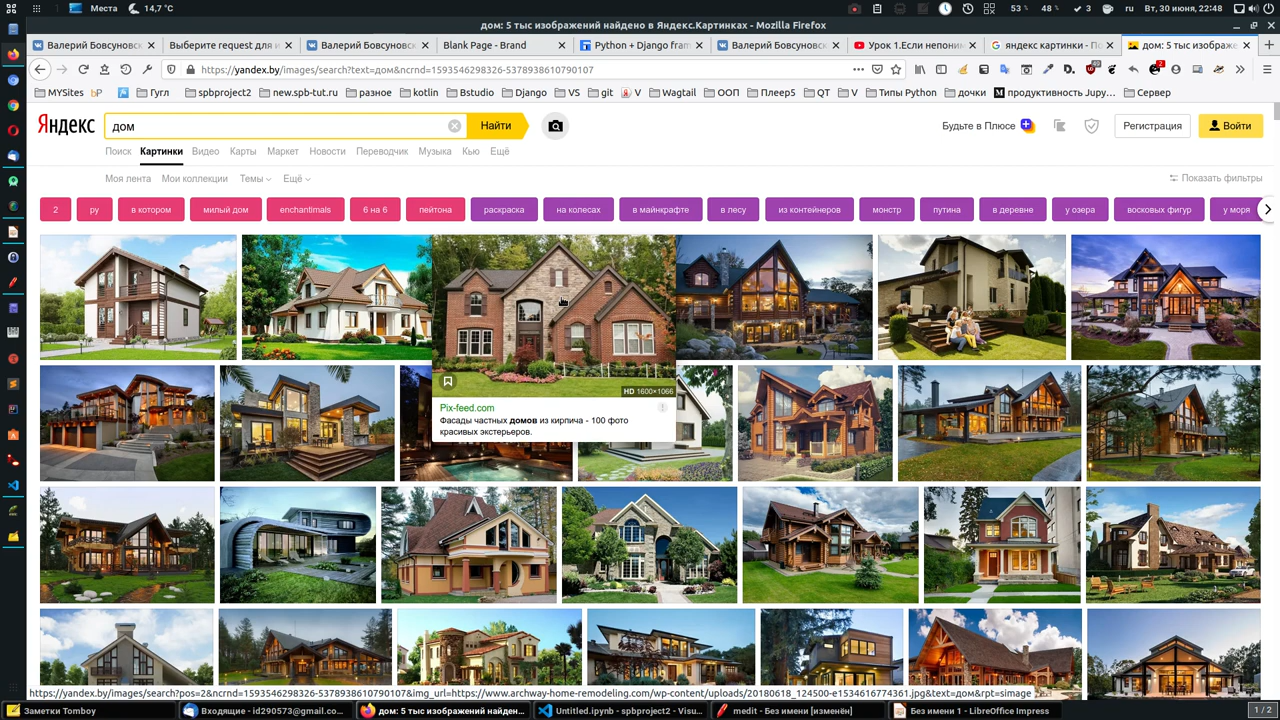 Места 14,7 °C 53 % 48 % 3 ru Вт, 30 июня, 22:48
дом: 5 тыс изображений найдено в Яндекс.Картинках - Mozilla Firefox
Валерий Бовсуновск
Выберите request для и
Валерий Бовсуновск
Blank Page - Brand
Python + Django fram
Валерий Бовсуновск
Урок 1.Если непоним
яндекс картинки - По
дом: 5 тыс изображе
https://yandex.by/images/search?text=дом&ncrnd=1593546298326-5378938610790107
MYSites bP Гугл spbproject2 new.spb-tut.ru разное kotlin Bstudio Django VS git V Wagtail ООП Плеер5 QT V Типы Python дочки продуктивность Jupy… Сервер
Яндекс дом Найти Будьте в Плюсе Регистрация Войти
Поиск Картинки Видео Карты Маркет Новости Переводчик Музыка Кью Ещё
Моя лента Мои коллекции Темы Ещё Показать фильтры
2 ру в котором милый дом enchantimals 6 на 6 пейтона раскраска на колесах в майнкрафте в лесу из контейнеров монстр путина в деревне у озера восковых фигур у моря
HD 1600×1066
Pix-feed.com
Фасады частных домов из кирпича - 100 фото
красивых экстерьеров.
https://yandex.by/images/search?pos=2&ncrnd=1593546298326-5378938610790107&img_url=https://www.archway-home-remodeling.com/wp-content/uploads/20180618_124500-e1534616774361.jpg&text=дом&rpt=simage
Заметки Tomboy
Входящие - id290573@gmail.co…
дом: 5 тыс изображений найден…
Untitled.ipynb - spbproject2 - Visu…
medit - Без имени [изменён]
Без имени 1 - LibreOffice Impress
1 / 2